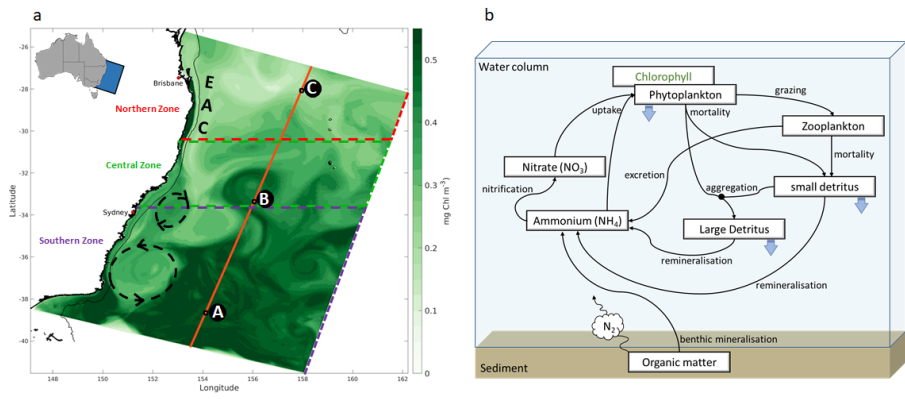 a
-26
-28
-30
-32
-34
-36
-38
-40
Latitude
148
150
152
154
156
158
160
162
Longitude
Brisbane
Northern Zone
Central Zone
Sydney
Southern Zone
E
A
C
C
B
A
0.5
0.4
0.3
0.2
0.1
0
mg Chl m⁻³
b
Water column
Chlorophyll
Phytoplankton
grazing
uptake
mortality
Zooplankton
Nitrate (NO₃)
excretion
mortality
nitrification
aggregation
small detritus
Ammonium (NH₄)
Large Detritus
remineralisation
remineralisation
N₂
benthic mineralisation
Organic matter
Sediment